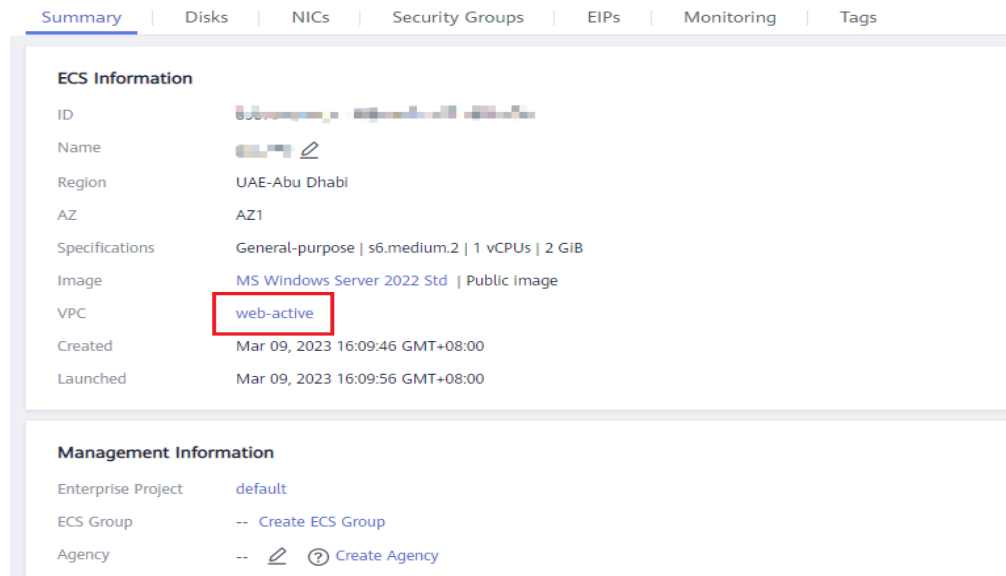 Summary Disks NICs Security Groups EIPs Monitoring Tags
ECS Information
ID
Name
Region UAE-Abu Dhabi
AZ AZ1
Specifications General-purpose | s6.medium.2 | 1 vCPUs | 2 GiB
Image MS Windows Server 2022 Std | Public image
VPC web-active
Created Mar 09, 2023 16:09:46 GMT+08:00
Launched Mar 09, 2023 16:09:56 GMT+08:00
Management Information
Enterprise Project default
ECS Group -- Create ECS Group
Agency -- Create Agency